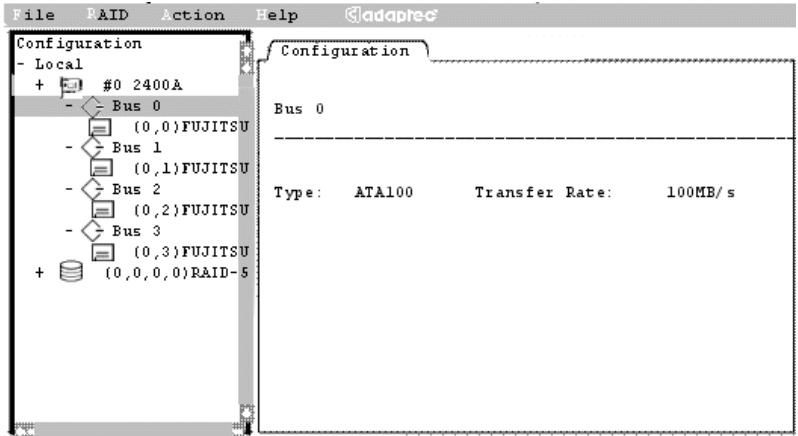 File RAID Action Help adaptec
Configuration
- Local
+ #0 2400A
- Bus 0
(0,0)FUJITSU
- Bus 1
(0,1)FUJITSU
- Bus 2
(0,2)FUJITSU
- Bus 3
(0,3)FUJITSU
+ (0,0,0,0)RAID-5
Configuration
Bus 0
Type: ATA100 Transfer Rate: 100MB/s